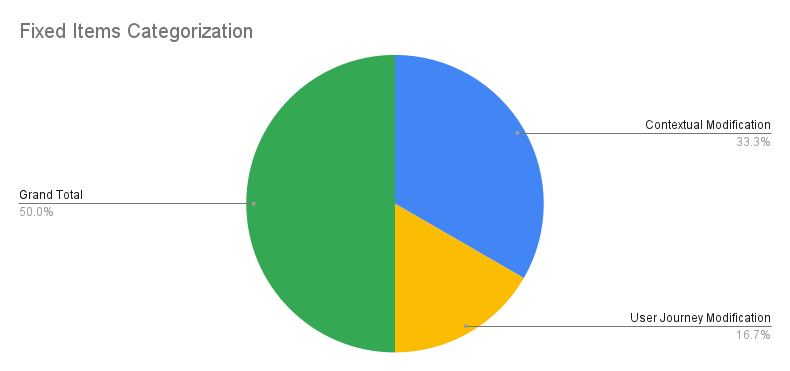 Fixed Items Categorization
Contextual Modification
33.3%
Grand Total
50.0%
User Journey Modification
16.7%